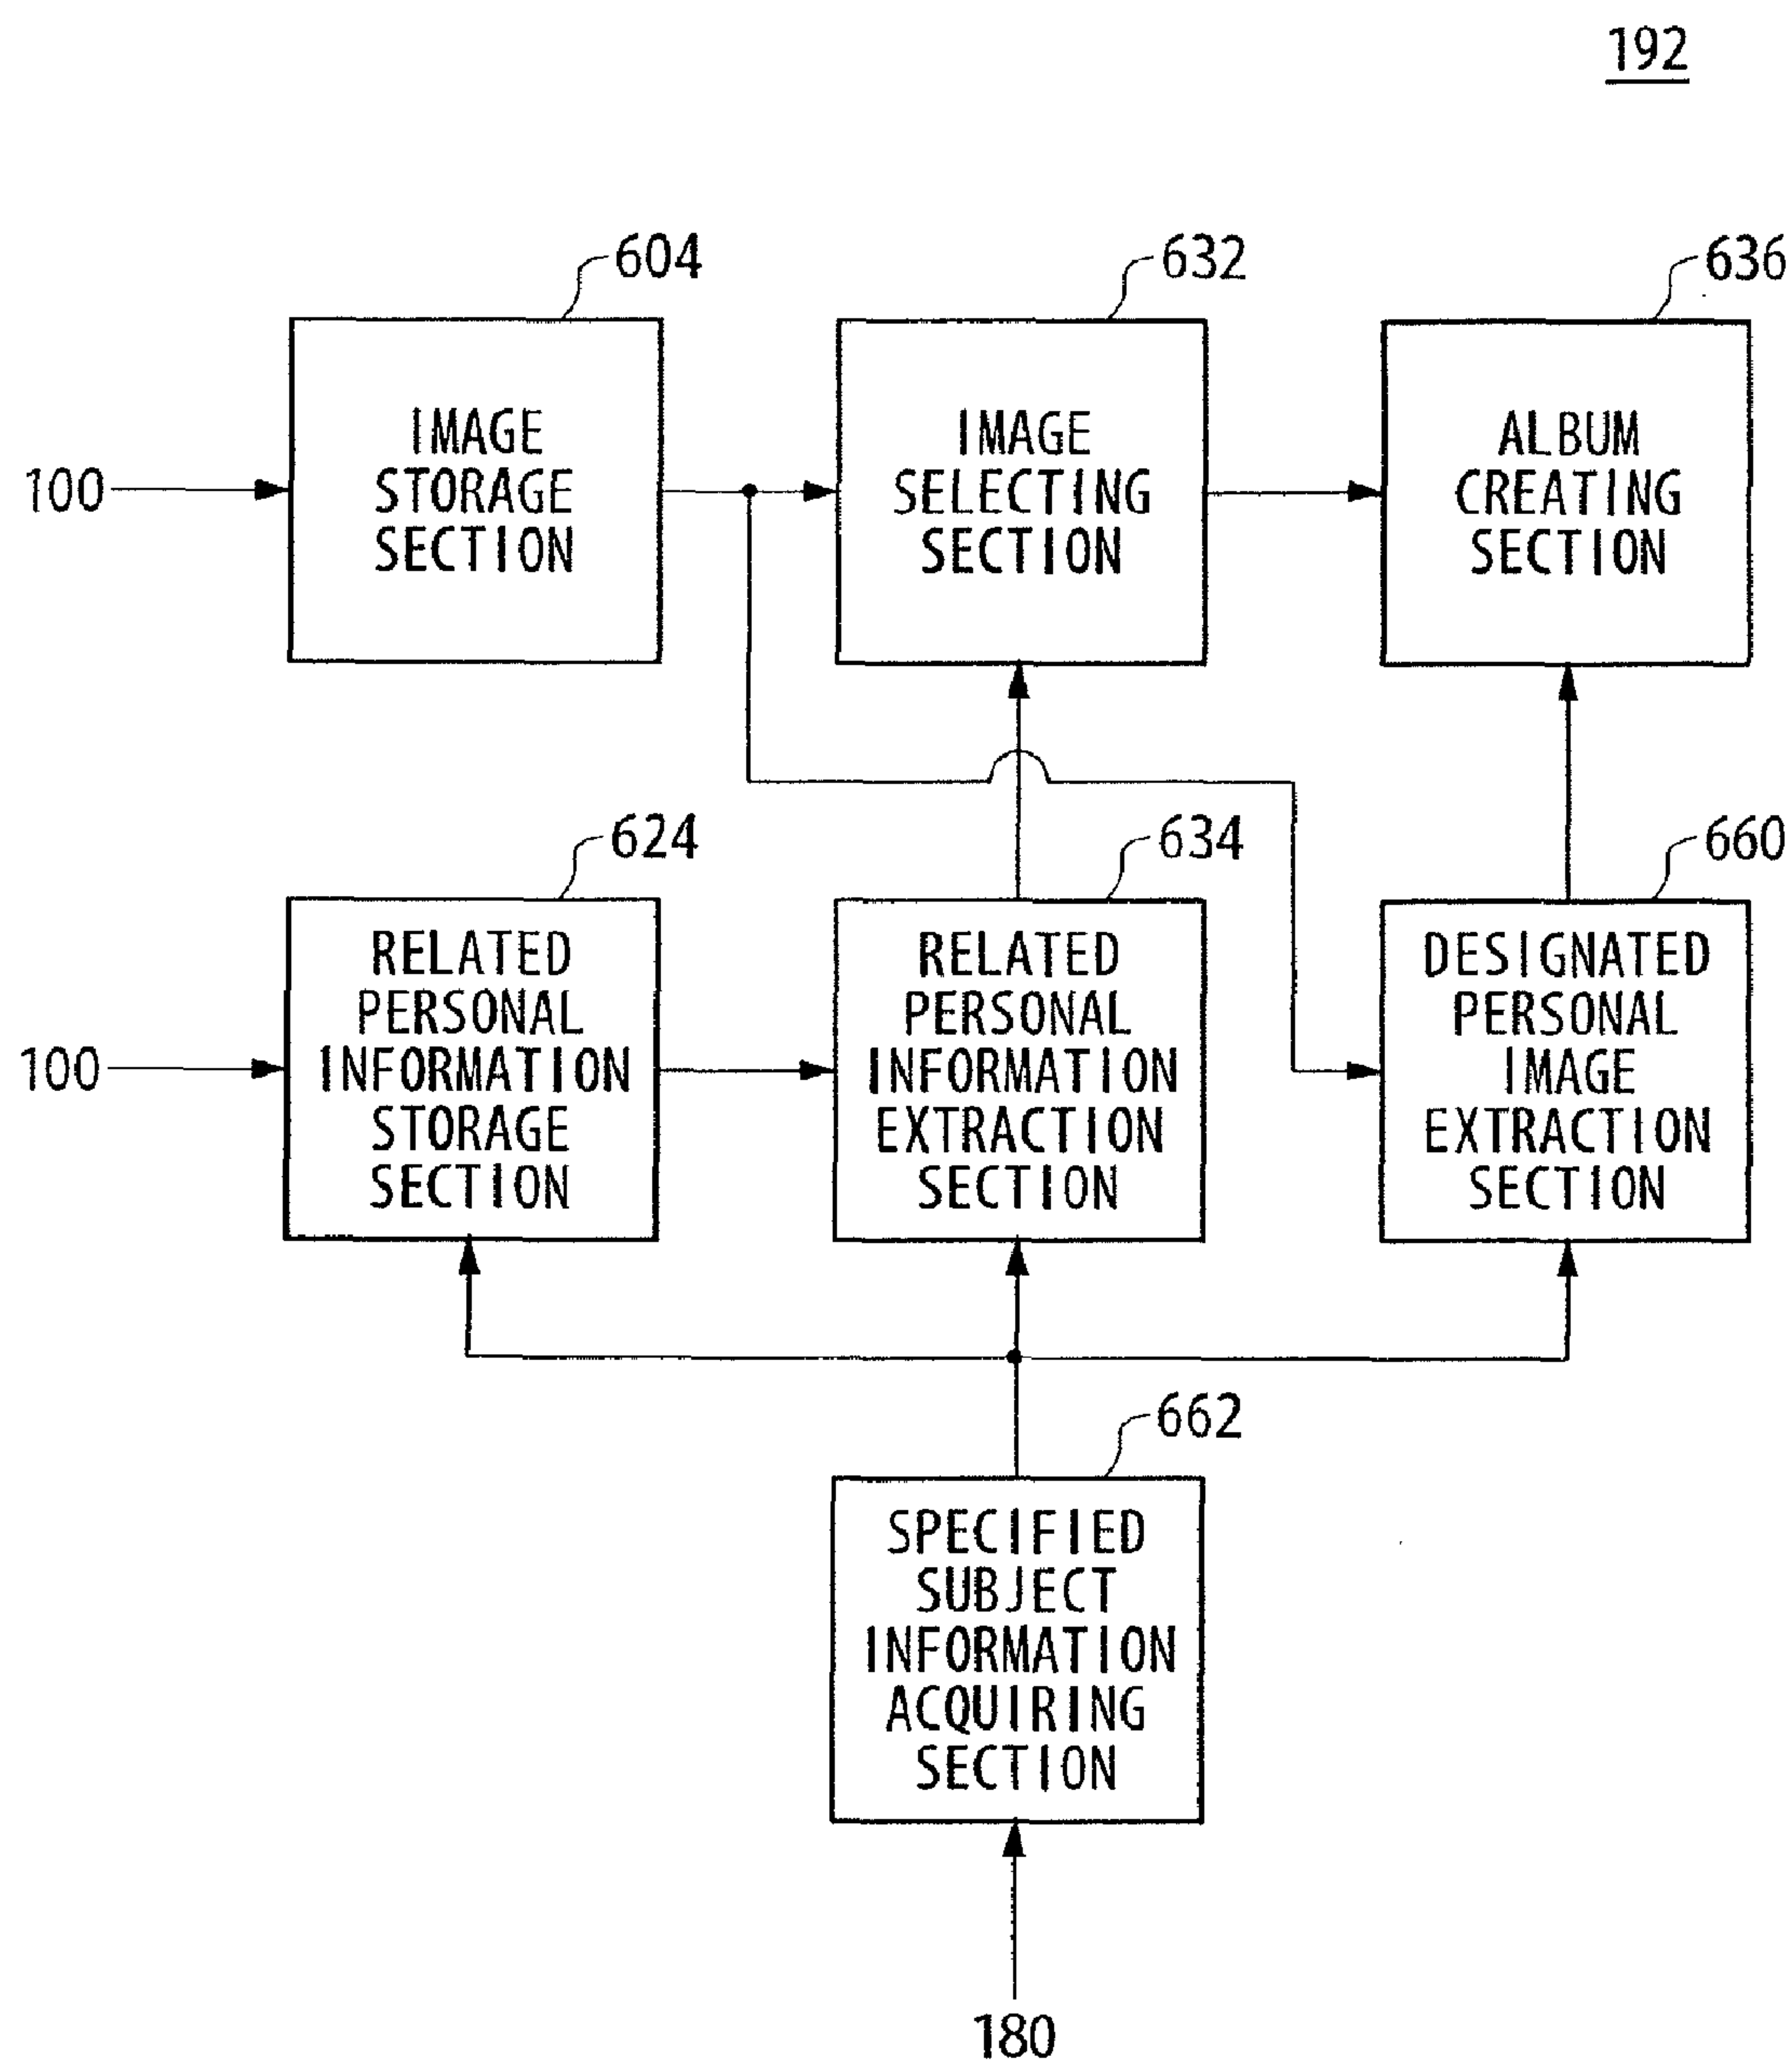 192
604
632
636
IMAGE
STORAGE
SECTION
IMAGE
SELECTING
SECTION
ALBUM
CREATING
SECTION
100
624
634
660
RELATED
PERSONAL
INFORMATION
STORAGE
SECTION
RELATED
PERSONAL
INFORMATION
EXTRACTION
SECTION
DESIGNATED
PERSONAL
IMAGE
EXTRACTION
SECTION
100
662
SPECIFIED
SUBJECT
INFORMATION
ACQUIRING
SECTION
180